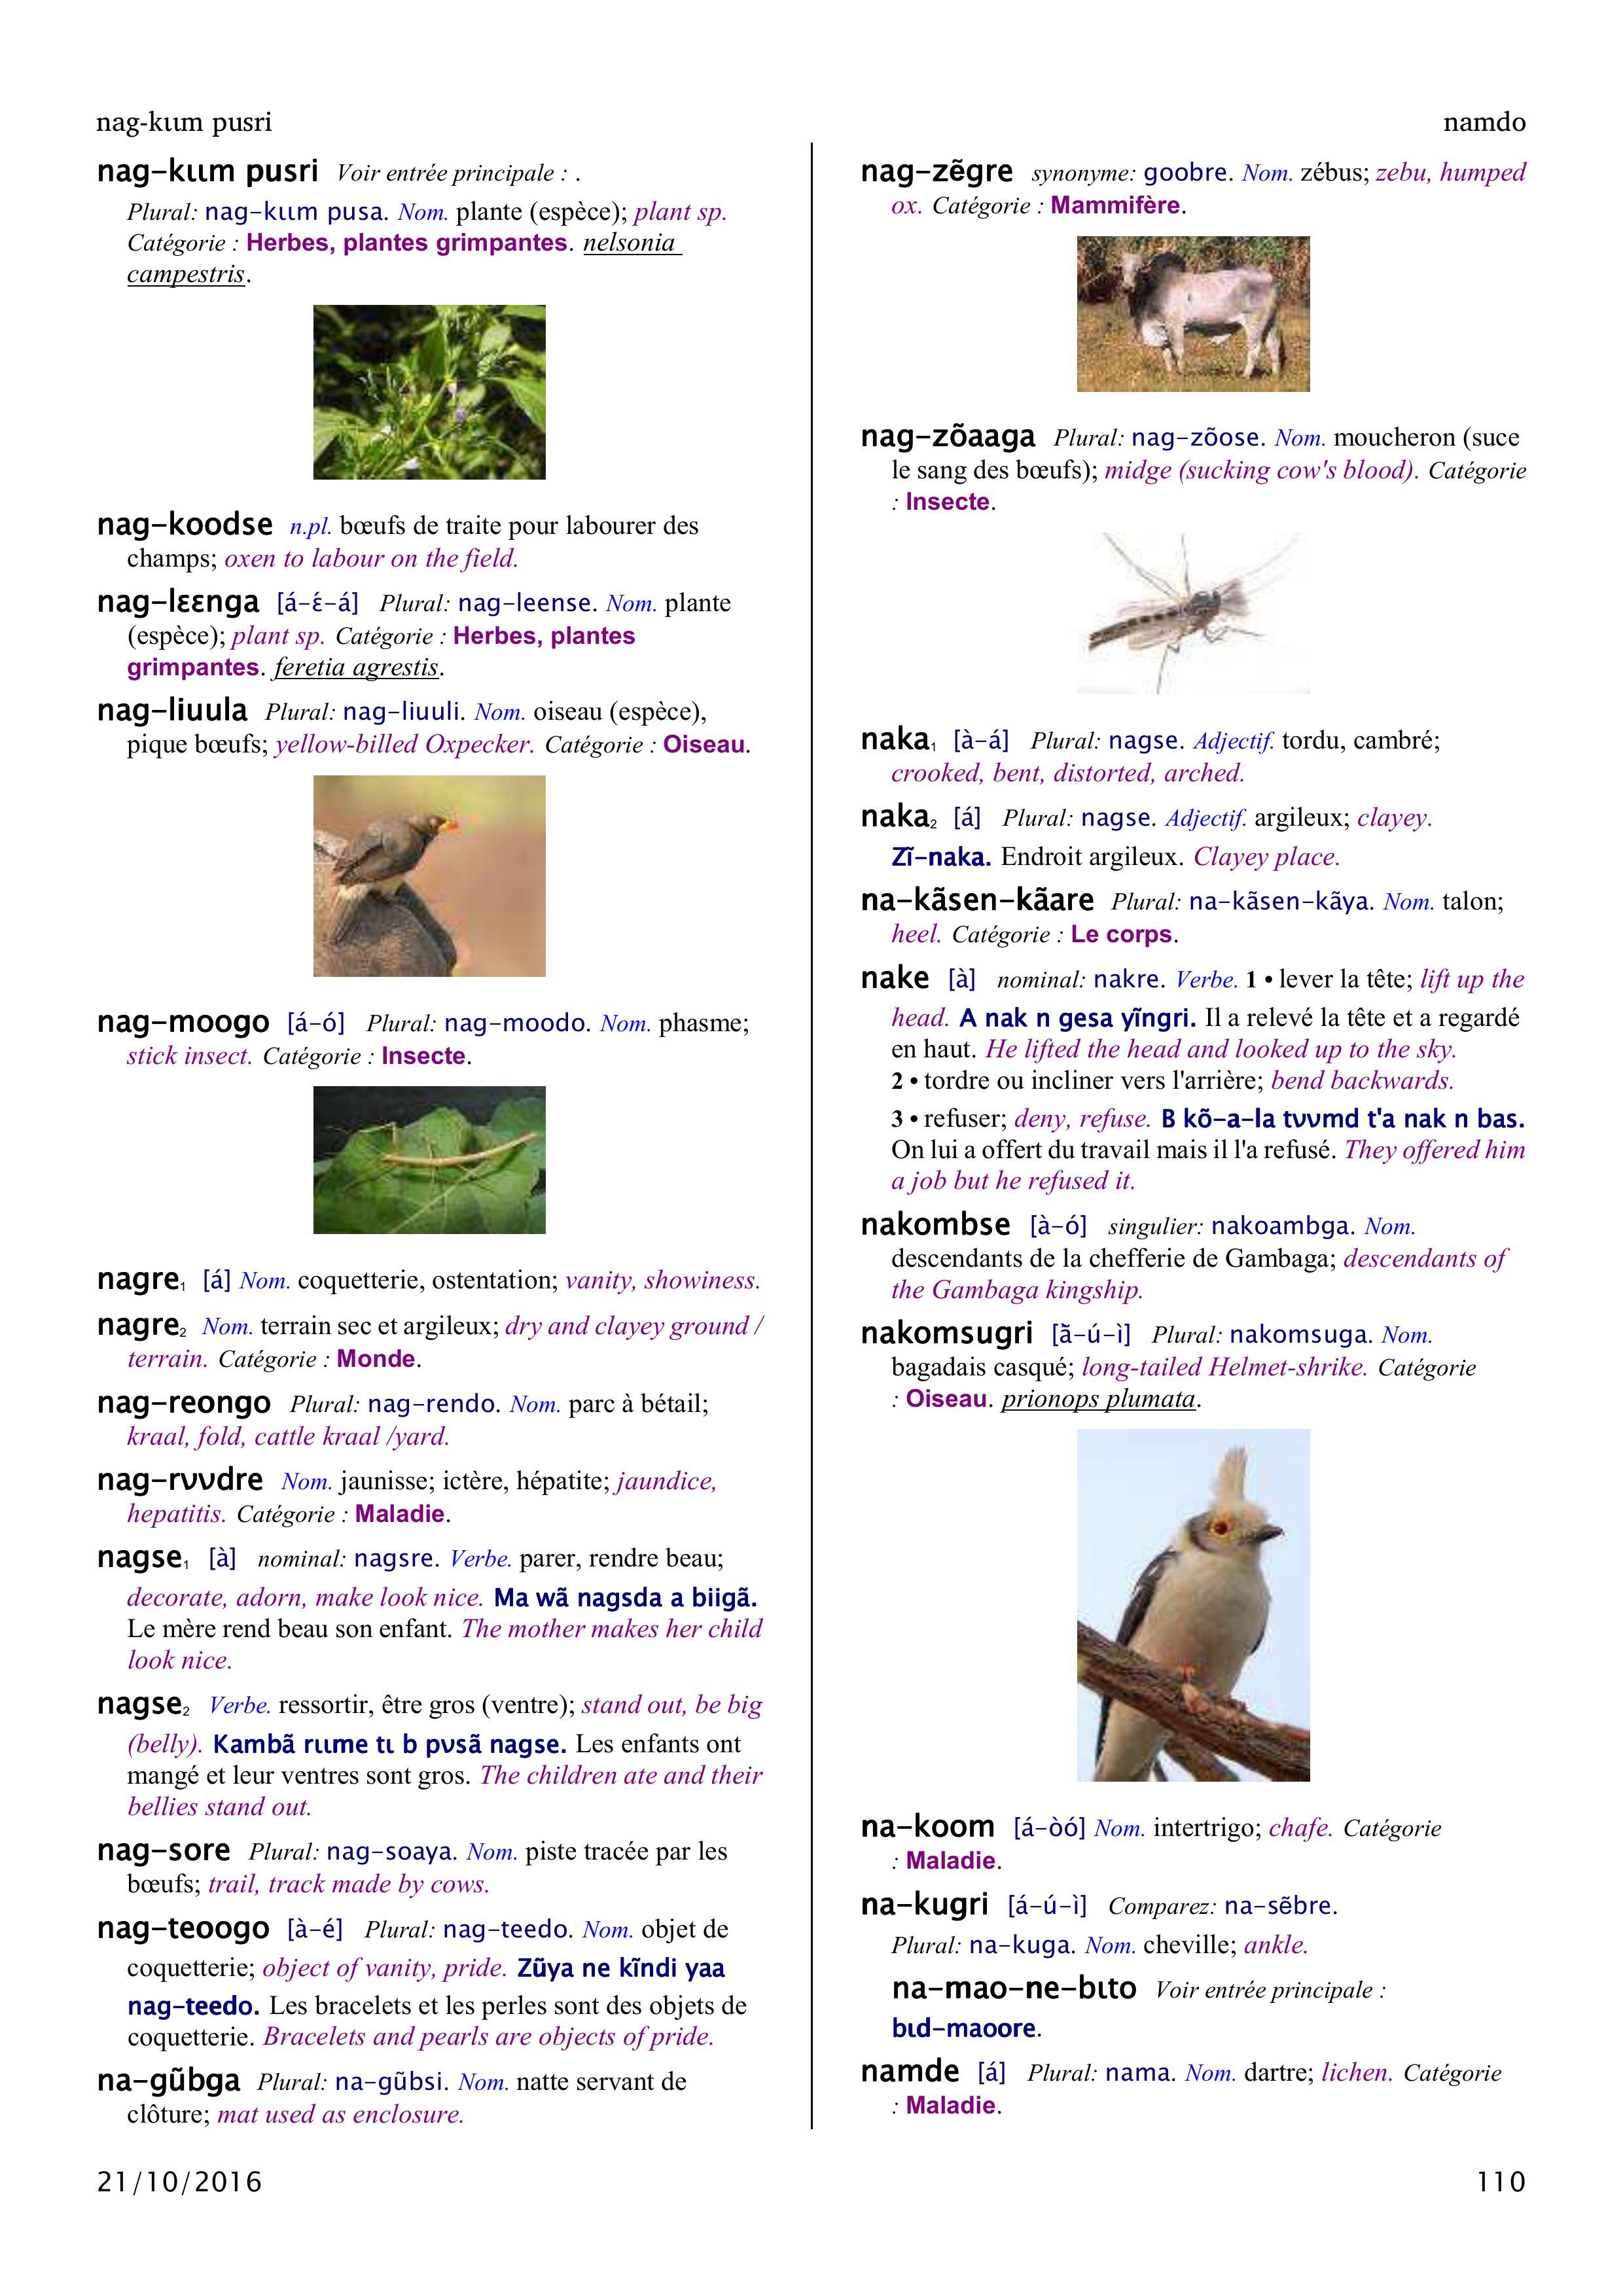 nag-kɩɩm pusri
namdo
nag–kɩɩm pusri Voir entrée principale : .
Plural: nag–kɩɩm pusa. Nom. plante (espèce); plant sp.
Catégorie : Herbes, plantes grimpantes. nelsonia
campestris.
nag–koodse n.pl. bœufs de traite pour labourer des
champs; oxen to labour on the field.
nag–lɛɛnga [á–ɛ́–á] Plural: nag–leense. Nom. plante
(espèce); plant sp. Catégorie : Herbes, plantes
grimpantes. feretia agrestis.
nag–liuula Plural: nag–liuuli. Nom. oiseau (espèce),
pique bœufs; yellow-billed Oxpecker. Catégorie : Oiseau.
nag–moogo [á–ó] Plural: nag–moodo. Nom. phasme;
stick insect. Catégorie : Insecte.
nagre₁ [á] Nom. coquetterie, ostentation; vanity, showiness.
nagre₂ Nom. terrain sec et argileux; dry and clayey ground /
terrain. Catégorie : Monde.
nag–reongo Plural: nag–rendo. Nom. parc à bétail;
kraal, fold, cattle kraal /yard.
nag–rʋʋdre Nom. jaunisse; ictère, hépatite; jaundice,
hepatitis. Catégorie : Maladie.
nagse₁ [à] nominal: nagsre. Verbe. parer, rendre beau;
decorate, adorn, make look nice. Ma wã nagsda a biigã.
Le mère rend beau son enfant. The mother makes her child
look nice.
nagse₂ Verbe. ressortir, être gros (ventre); stand out, be big
(belly). Kambã rɩɩme tɩ b pʋsã nagse. Les enfants ont
mangé et leur ventres sont gros. The children ate and their
bellies stand out.
nag–sore Plural: nag–soaya. Nom. piste tracée par les
bœufs; trail, track made by cows.
nag–teoogo [à–é] Plural: nag–teedo. Nom. objet de
coquetterie; object of vanity, pride. Zũya ne kĩndi yaa
nag–teedo. Les bracelets et les perles sont des objets de
coquetterie. Bracelets and pearls are objects of pride.
na–gũbga Plural: na–gũbsi. Nom. natte servant de
clôture; mat used as enclosure.
nag–zẽgre synonyme: goobre. Nom. zébus; zebu, humped
ox. Catégorie : Mammifère.
nag–zõaaga Plural: nag–zõose. Nom. moucheron (suce
le sang des bœufs); midge (sucking cow's blood). Catégorie
: Insecte.
naka₁ [à–á] Plural: nagse. Adjectif. tordu, cambré;
crooked, bent, distorted, arched.
naka₂ [á] Plural: nagse. Adjectif. argileux; clayey.
Zĩ–naka. Endroit argileux. Clayey place.
na–kãsen–kãare Plural: na–kãsen–kãya. Nom. talon;
heel. Catégorie : Le corps.
nake [à] nominal: nakre. Verbe. 1 • lever la tête; lift up the
head. A nak n gesa yĩngri. Il a relevé la tête et a regardé
en haut. He lifted the head and looked up to the sky.
2 • tordre ou incliner vers l'arrière; bend backwards.
3 • refuser; deny, refuse. B kõ–a–la tʋʋmd t'a nak n bas.
On lui a offert du travail mais il l'a refusé. They offered him
a job but he refused it.
nakombse [à–ó] singulier: nakoambga. Nom.
descendants de la chefferie de Gambaga; descendants of
the Gambaga kingship.
nakomsugri [ã̀–ú–ì] Plural: nakomsuga. Nom.
bagadais casqué; long-tailed Helmet-shrike. Catégorie
: Oiseau. prionops plumata.
na–koom [á–òó] Nom. intertrigo; chafe. Catégorie
: Maladie.
na–kugri [á–ú–ì] Comparez: na–sẽbre.
Plural: na–kuga. Nom. cheville; ankle.
na–mao–ne–bɩto Voir entrée principale :
bɩd–maoore.
namde [á] Plural: nama. Nom. dartre; lichen. Catégorie
: Maladie.
21/10/2016
110